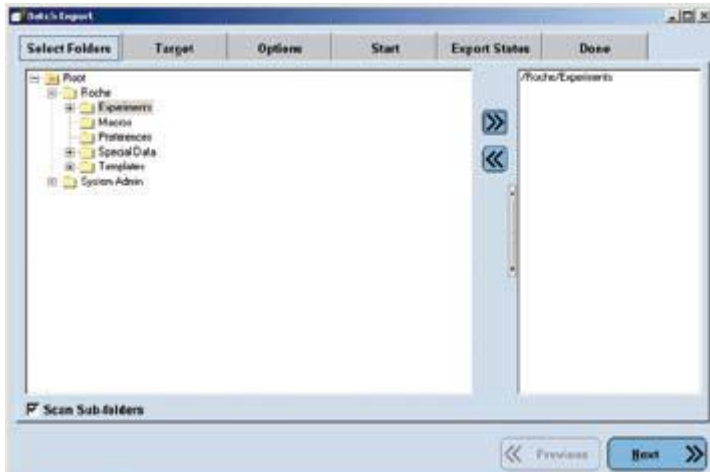 Batch Export
Select Folders Target Options Start Export Status Done
Root
Roche
Experiments
Macros
Preferences
Special Data
Templates
System Admin
/Roche/Experiments
Scan Sub-folders
Previous Next